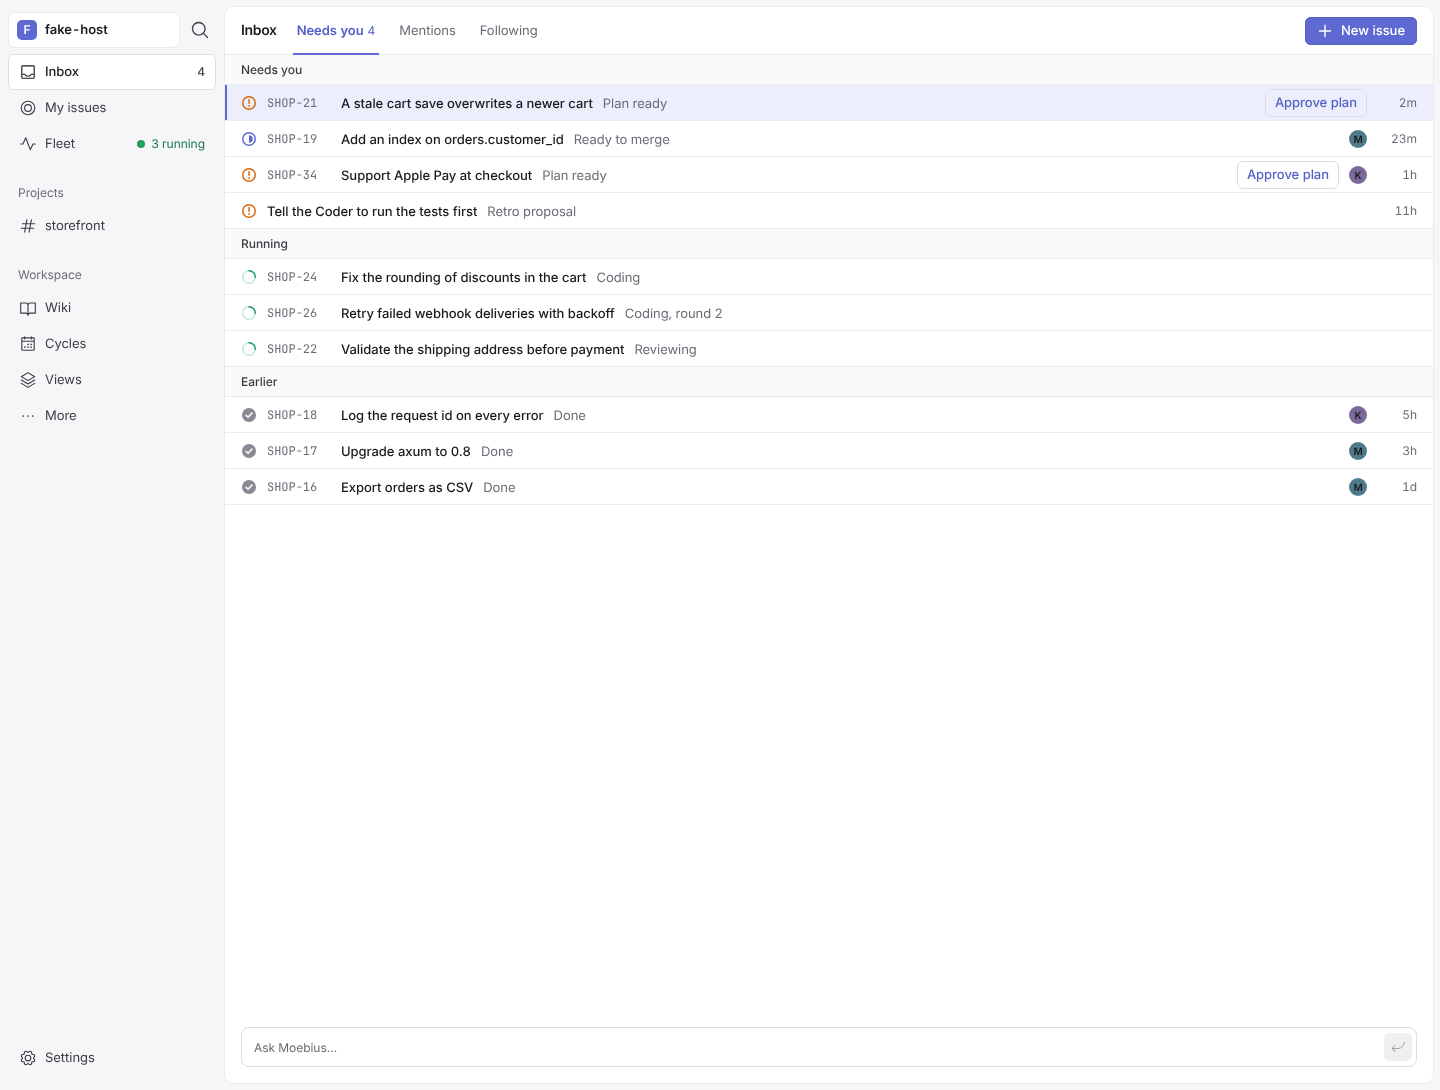 F fake-host
Inbox 4
My issues
Fleet 3 running
Projects
storefront
Workspace
Wiki
Cycles
Views
More
Settings
Inbox Needs you 4 Mentions Following New issue
Needs you
SHOP-21 A stale cart save overwrites a newer cart Plan ready Approve plan 2m
SHOP-19 Add an index on orders.customer_id Ready to merge M 23m
SHOP-34 Support Apple Pay at checkout Plan ready Approve plan K 1h
Tell the Coder to run the tests first Retro proposal 11h
Running
SHOP-24 Fix the rounding of discounts in the cart Coding
SHOP-26 Retry failed webhook deliveries with backoff Coding, round 2
SHOP-22 Validate the shipping address before payment Reviewing
Earlier
SHOP-18 Log the request id on every error Done K 5h
SHOP-17 Upgrade axum to 0.8 Done M 3h
SHOP-16 Export orders as CSV Done M 1d
Ask Moebius...